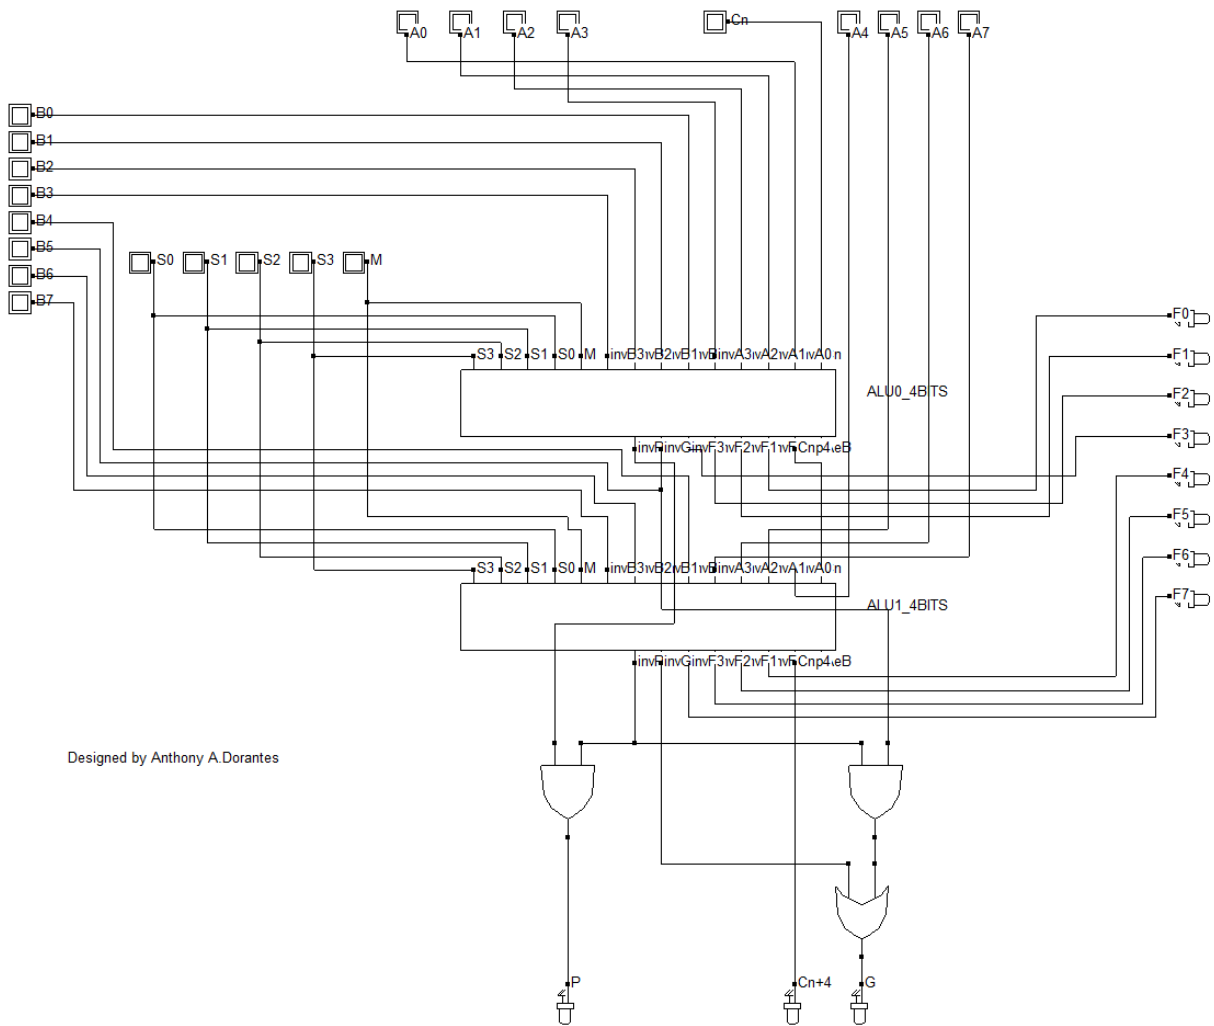 A0 A1 A2 A3 Cn A4 A5 A6 A7
B0
B1
B2
B3
B4
B5
B6
B7
S0 S1 S2 S3 M
F0
F1
F2
F3
F4
F5
F6
F7
S3 S2 S1 S0 M
ALU0_4BITS
S3 S2 S1 S0 M
ALU1_4BITS
Designed by Anthony A.Dorantes
P Cn+4 G